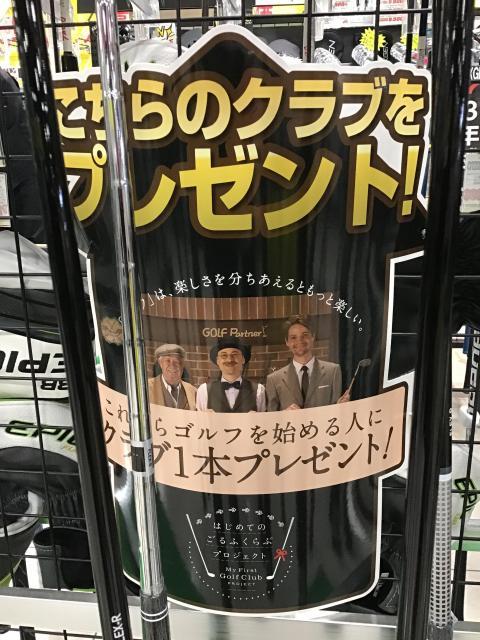 こちらのクラブを
プレゼント!
」は、楽しさを分ちあえるともっと楽しい。
GOLF Partner
これからゴルフを始める人に
クラブ1本プレゼント!
はじめての
ごるふくらぶ
プロジェクト
My First
Golf Club
PROJECT
EPIC
EX-R